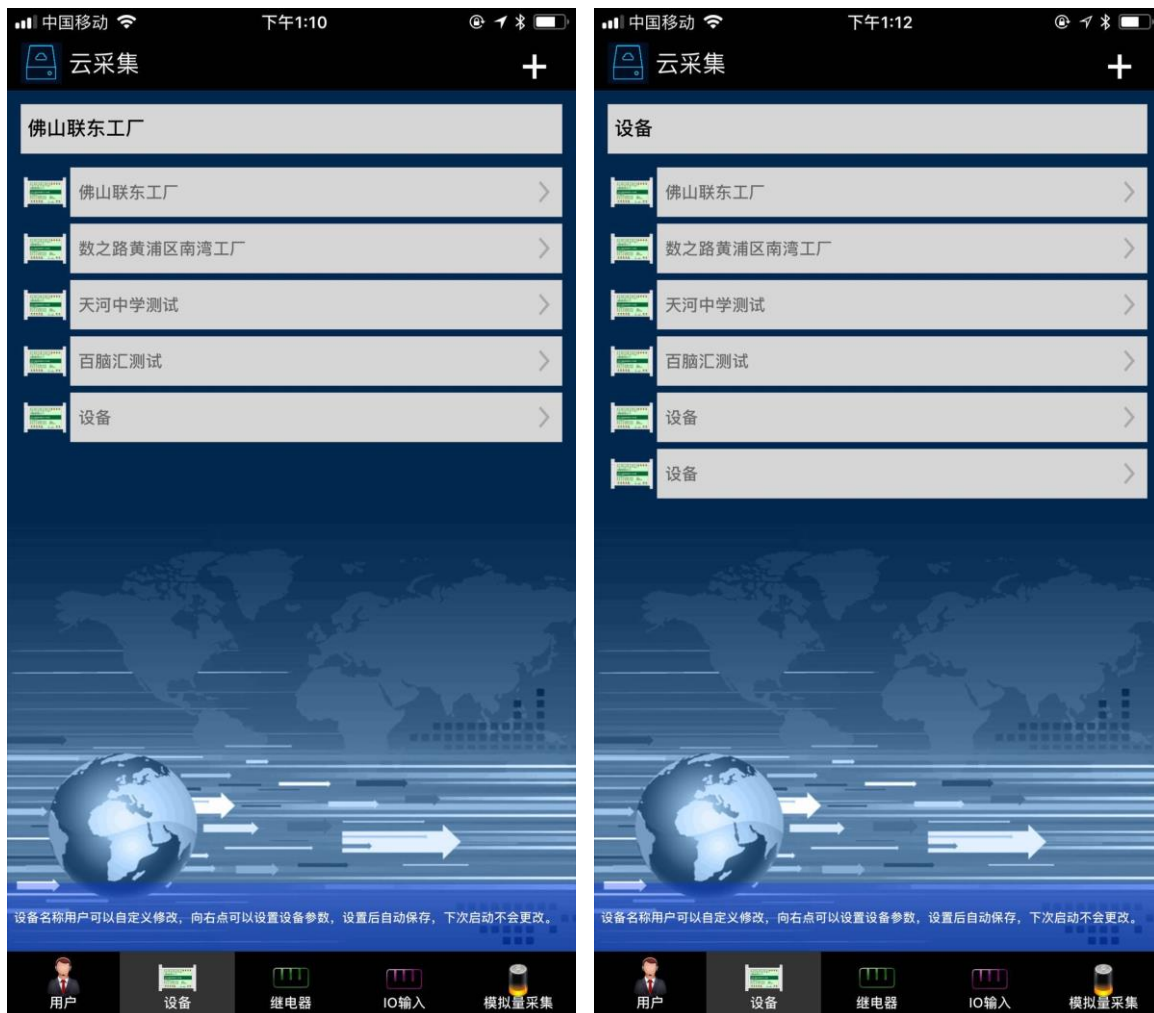 中国移动 下午1:10
云采集
佛山联东工厂
佛山联东工厂
数之路黄浦区南湾工厂
天河中学测试
百脑汇测试
设备
设备名称用户可以自定义修改，向右点可以设置设备参数，设置后自动保存，下次启动不会更改。
用户 设备 继电器 IO输入 模拟量采集
中国移动 下午1:12
云采集
设备
佛山联东工厂
数之路黄浦区南湾工厂
天河中学测试
百脑汇测试
设备
设备
设备名称用户可以自定义修改，向右点可以设置设备参数，设置后自动保存，下次启动不会更改。
用户 设备 继电器 IO输入 模拟量采集